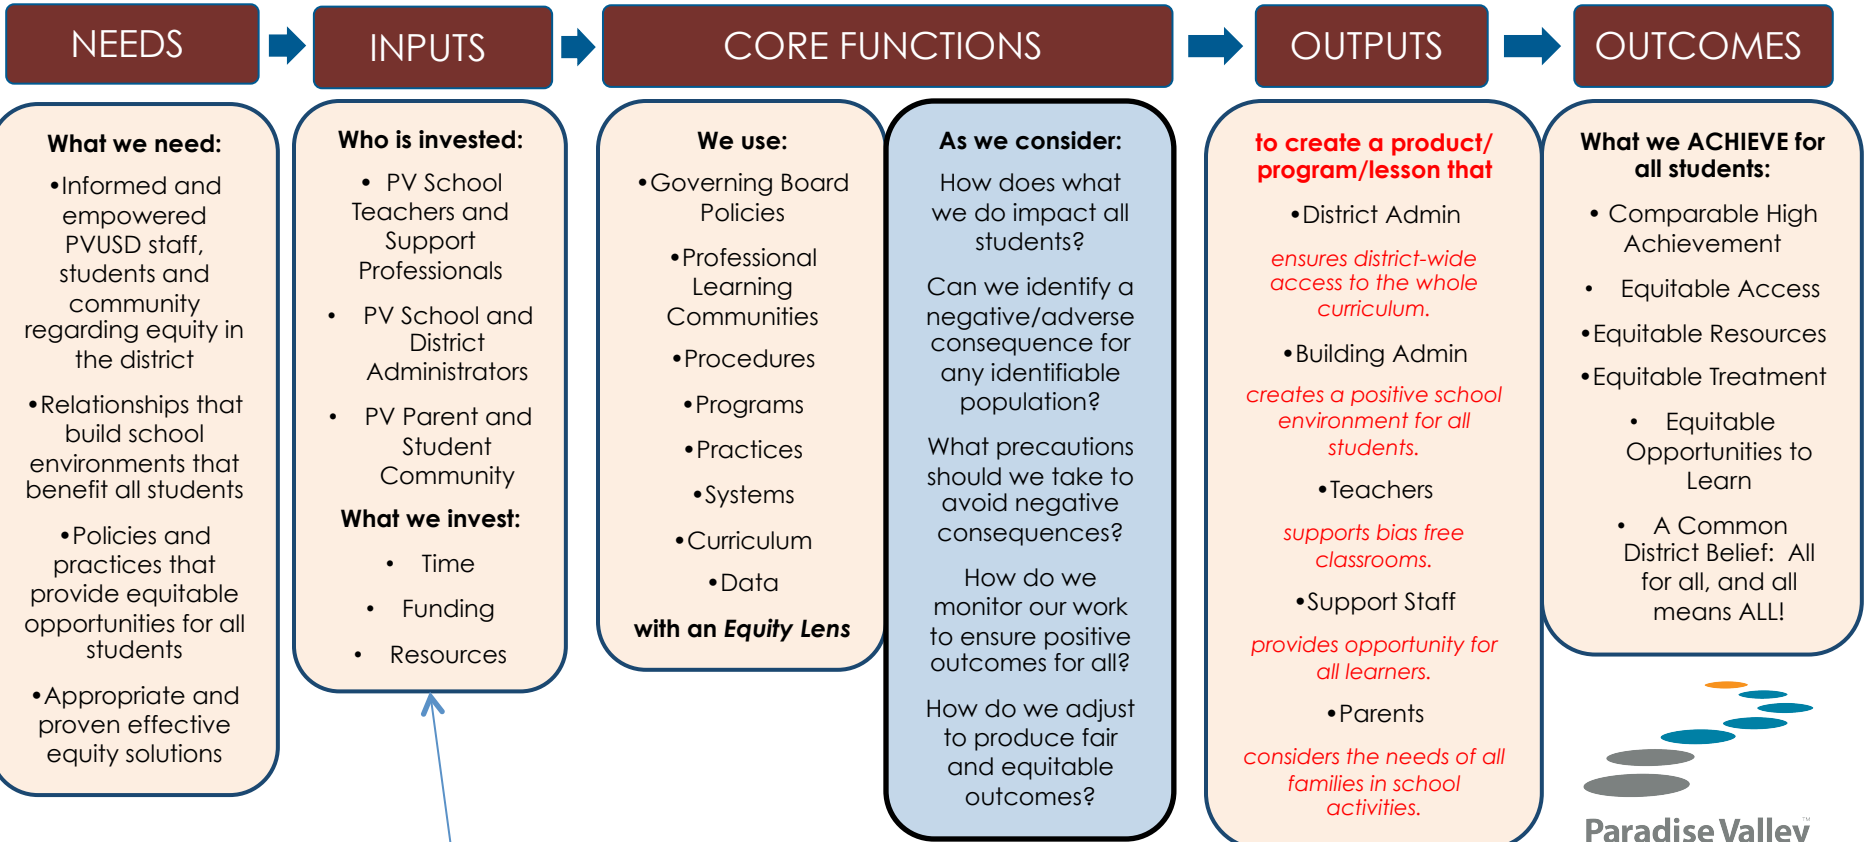 NEEDS
INPUTS
CORE FUNCTIONS
OUTPUTS
OUTCOMES
What we need:
•Informed and
empowered
PVUSD staff,
students and
community
regarding equity in
the district
•Relationships that
build school
environments that
benefit all students
•Policies and
practices that
provide equitable
opportunities for all
students
•Appropriate and
proven effective
equity solutions
Who is invested:
• PV School
Teachers and
Support
Professionals
• PV School and
District
Administrators
• PV Parent and
Student
Community
What we invest:
• Time
• Funding
• Resources
We use:
•Governing Board
Policies
•Professional
Learning
Communities
•Procedures
•Programs
•Practices
•Systems
•Curriculum
•Data
with an Equity Lens
As we consider:
How does what
we do impact all
students?
Can we identify a
negative/adverse
consequence for
any identifiable
population?
What precautions
should we take to
avoid negative
consequences?
How do we
monitor our work
to ensure positive
outcomes for all?
How do we adjust
to produce fair
and equitable
outcomes?
to create a product/
program/lesson that
•District Admin
ensures district-wide
access to the whole
curriculum.
•Building Admin
creates a positive school
environment for all
students.
•Teachers
supports bias free
classrooms.
•Support Staff
provides opportunity for
all learners.
•Parents
considers the needs of all
families in school
activities.
What we ACHIEVE for
all students:
• Comparable High
Achievement
• Equitable Access
•Equitable Resources
•Equitable Treatment
• Equitable
Opportunities to
Learn
• A Common
District Belief: All
for all, and all
means ALL!
Paradise Valley™